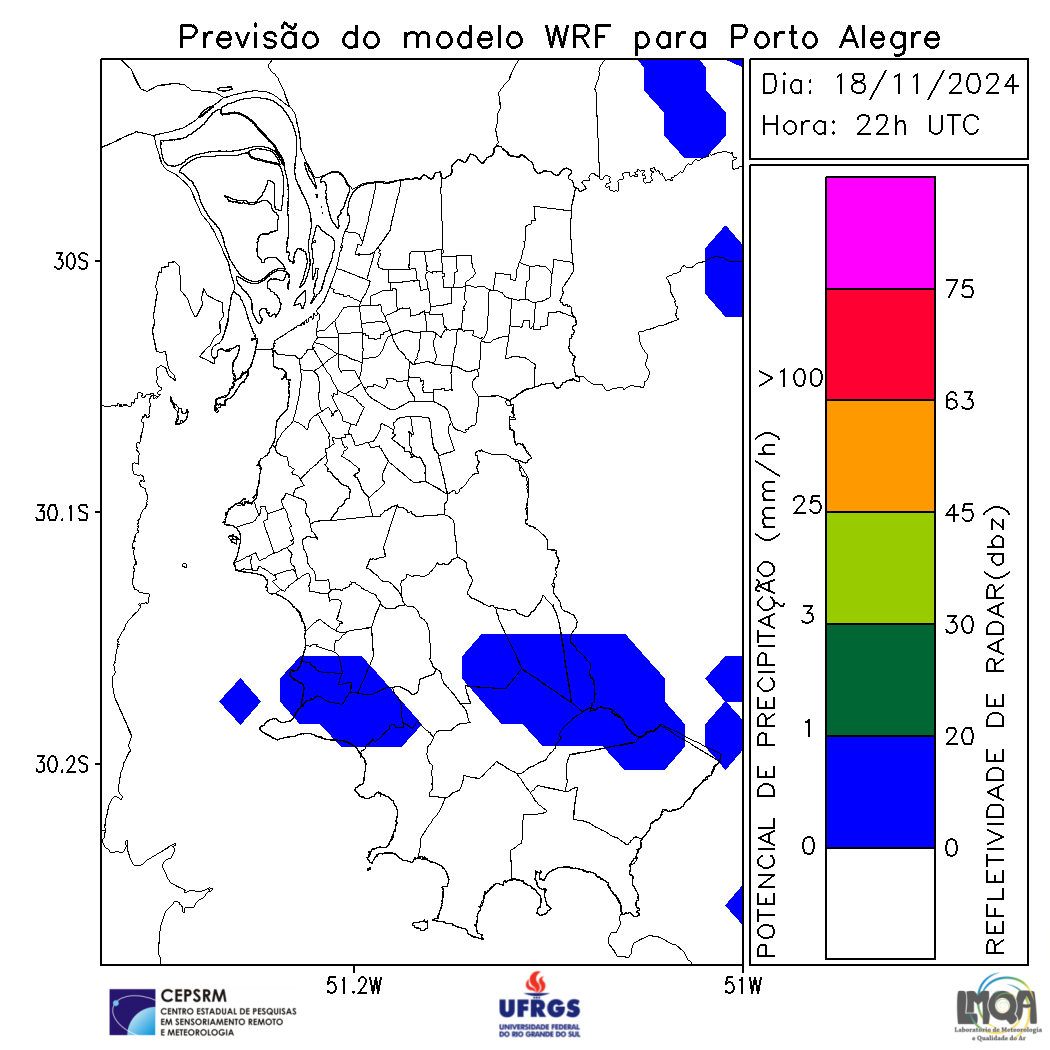 Previsão do modelo WRF para Porto Alegre
Dia: 18/11/2024
Hora: 22h UTC
30S
30.1S
30.2S
51.2W
51W
POTENCIAL DE PRECIPITAÇÃO (mm/h)
>100
25
3
1
0
75
63
45
30
20
0
REFLETIVIDADE DE RADAR(dbz)
CEPSRM
CENTRO ESTADUAL DE PESQUISAS
EM SENSORIAMENTO REMOTO
E METEOROLOGIA
UFRGS
UNIVERSIDADE FEDERAL
DO RIO GRANDE DO SUL
LMQA
Laboratório de Meteorologia
e Qualidade do Ar